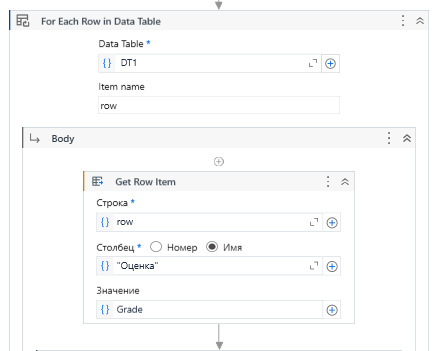 For Each Row in Data Table
Data Table *
{ } DT1
Item name
row
Body
Get Row Item
Строка *
{ } row
Столбец * Номер Имя
{ } "Оценка"
Значение
{ } Grade